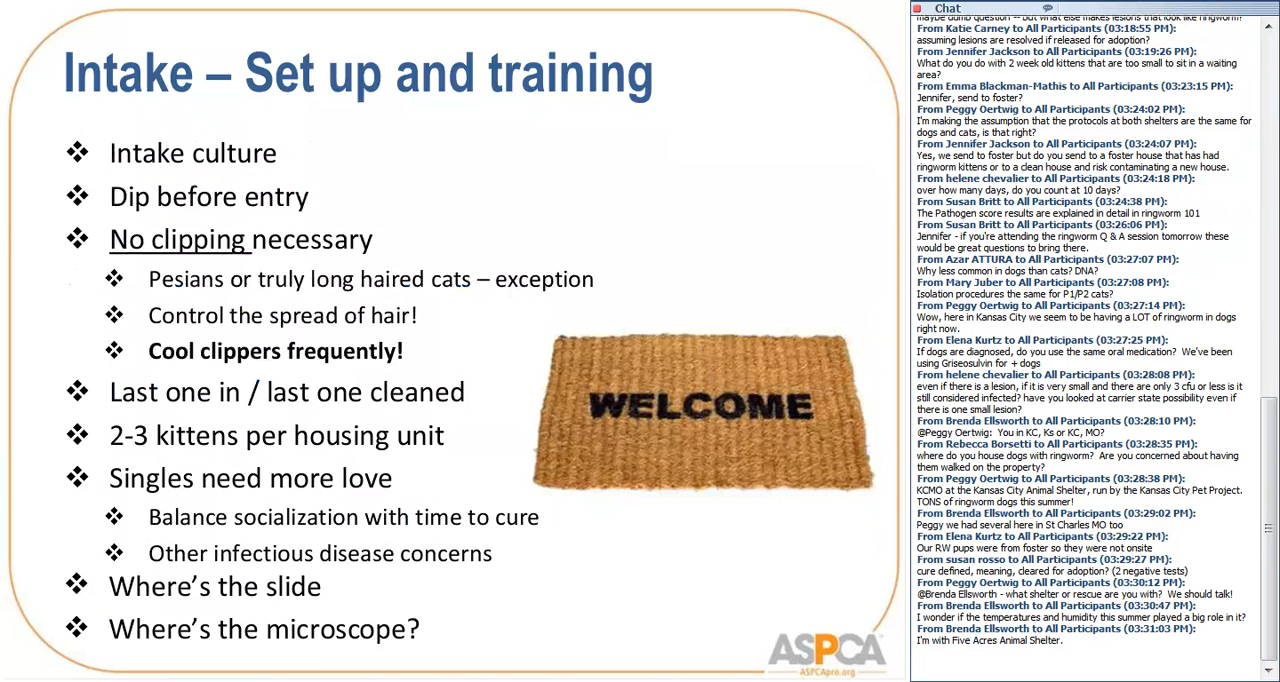 Intake – Set up and training
Intake culture
Dip before entry
No clipping necessary
Pesians or truly long haired cats – exception
Control the spread of hair!
Cool clippers frequently!
Last one in / last one cleaned
2-3 kittens per housing unit
Singles need more love
Balance socialization with time to cure
Other infectious disease concerns
Where's the slide
Where's the microscope?
WELCOME
ASPCA
ASPCApro.org
Chat
maybe dumb question -- but what else makes lesions that look like ringworm?
From Katie Carney to All Participants (03:18:55 PM):
assuming lesions are resolved if released for adoption?
From Jennifer Jackson to All Participants (03:19:26 PM):
What do you do with 2 week old kittens that are too small to sit in a waiting
area?
From Emma Blackman-Mathis to All Participants (03:23:15 PM):
Jennifer, send to foster?
From Peggy Oertwig to All Participants (03:24:02 PM):
I'm making the assumption that the protocols at both shelters are the same for
dogs and cats, is that right?
From Jennifer Jackson to All Participants (03:24:07 PM):
Yes, we send to foster but do you send to a foster house that has had
ringworm kittens or to a clean house and risk contaminating a new house.
From helene chevalier to All Participants (03:24:18 PM):
over how many days, do you count at 10 days?
From Susan Britt to All Participants (03:24:38 PM):
The Pathogen score results are explained in detail in ringworm 101
From Susan Britt to All Participants (03:26:06 PM):
Jennifer - if you're attending the ringworm Q & A session tomorrow these
would be great questions to bring there.
From Azar ATTURA to All Participants (03:27:07 PM):
Why less common in dogs than cats? DNA?
From Mary Juber to All Participants (03:27:08 PM):
Isolation procedures the same for P1/P2 cats?
From Peggy Oertwig to All Participants (03:27:14 PM):
Wow, here in Kansas City we seem to be having a LOT of ringworm in dogs
right now.
From Elena Kurtz to All Participants (03:27:25 PM):
If dogs are diagnosed, do you use the same oral medication? We've been
using Griseosulvin for + dogs
From helene chevalier to All Participants (03:28:08 PM):
even if there is a lesion, if it is very small and there are only 3 cfu or less is it
still considered infected? have you looked at carrier state possibility even if
there is one small lesion?
From Brenda Ellsworth to All Participants (03:28:10 PM):
@Peggy Oertwig: You in KC, Ks or KC, MO?
From Rebecca Borsetti to All Participants (03:28:35 PM):
where do you house dogs with ringworm? Are you concerned about having
them walked on the property?
From Peggy Oertwig to All Participants (03:28:38 PM):
KCMO at the Kansas City Animal Shelter, run by the Kansas City Pet Project.
TONS of ringworm dogs this summer!
From Brenda Ellsworth to All Participants (03:29:02 PM):
Peggy we had several here in St Charles MO too
From Elena Kurtz to All Participants (03:29:22 PM):
Our RW pups were from foster so they were not onsite
From susan rosso to All Participants (03:29:27 PM):
cure defined, meaning, cleared for adoption? (2 negative tests)
From Peggy Oertwig to All Participants (03:30:12 PM):
@Brenda Ellsworth - what shelter or rescue are you with? We should talk!
From Brenda Ellsworth to All Participants (03:30:47 PM):
I wonder if the temperatures and humidity this summer played a big role in it?
From Brenda Ellsworth to All Participants (03:31:03 PM):
I'm with Five Acres Animal Shelter.